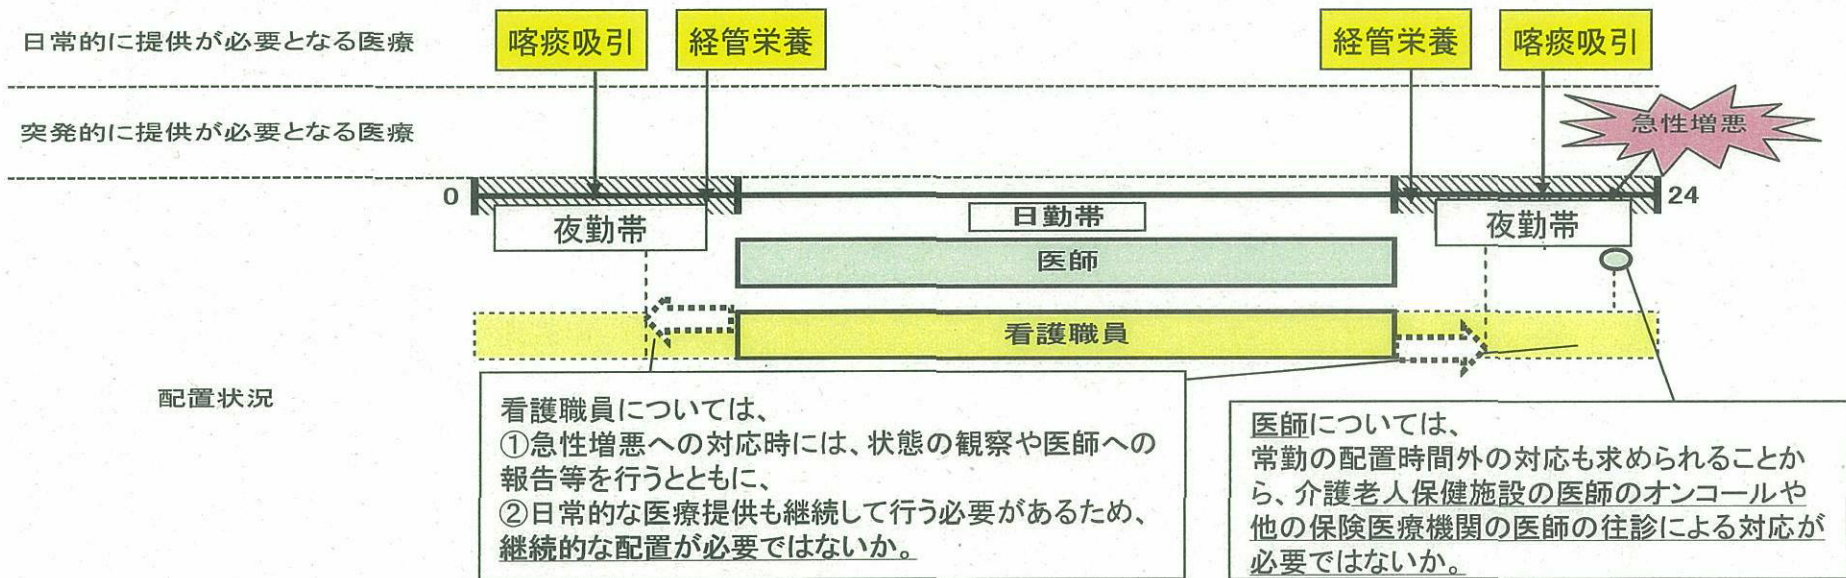 日常的に提供が必要となる医療
喀痰吸引
経管栄養
経管栄養
喀痰吸引
突発的に提供が必要となる医療
急性増悪
0
24
夜勤帯
日勤帯
夜勤帯
医師
看護職員
配置状況
看護職員については、
①急性増悪への対応時には、状態の観察や医師への
報告等を行うとともに、
②日常的な医療提供も継続して行う必要があるため、
継続的な配置が必要ではないか。
医師については、
常勤の配置時間外の対応も求められることか
ら、介護老人保健施設の医師のオンコールや
他の保険医療機関の医師の往診による対応が
必要ではないか。